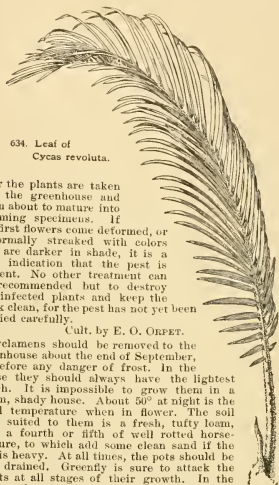 634. Leaf of
Cycas revoluta.
r the plants are taken
the greenhouse and
u about to mature into
ming specimens. If
first flowers come deformed, or
ormally streaked with colors
are darker in shade, it is a
indication that the pest is
ent. No other treatment can
recommended but to destroy
infected plants and keep the
k clean, for the pest has not yet been
ied carefully.
Cult. by E. O. ORPET.
clamens should be removed to the
nhouse about the end of September,
efore any danger of frost. In the
se they should always have the lightest
h. It is impossible to grow them in a
m, shady house. About 50° at night is the
l temperature when in flower. The soil
suited to them is a fresh, tufty loam,
a fourth or fifth of well rotted horse-
ure, to which add some clean sand if the
is heavy. At all times, the pots should be
drained. Greenfly is sure to attack the
ts at all stages of their growth. In the